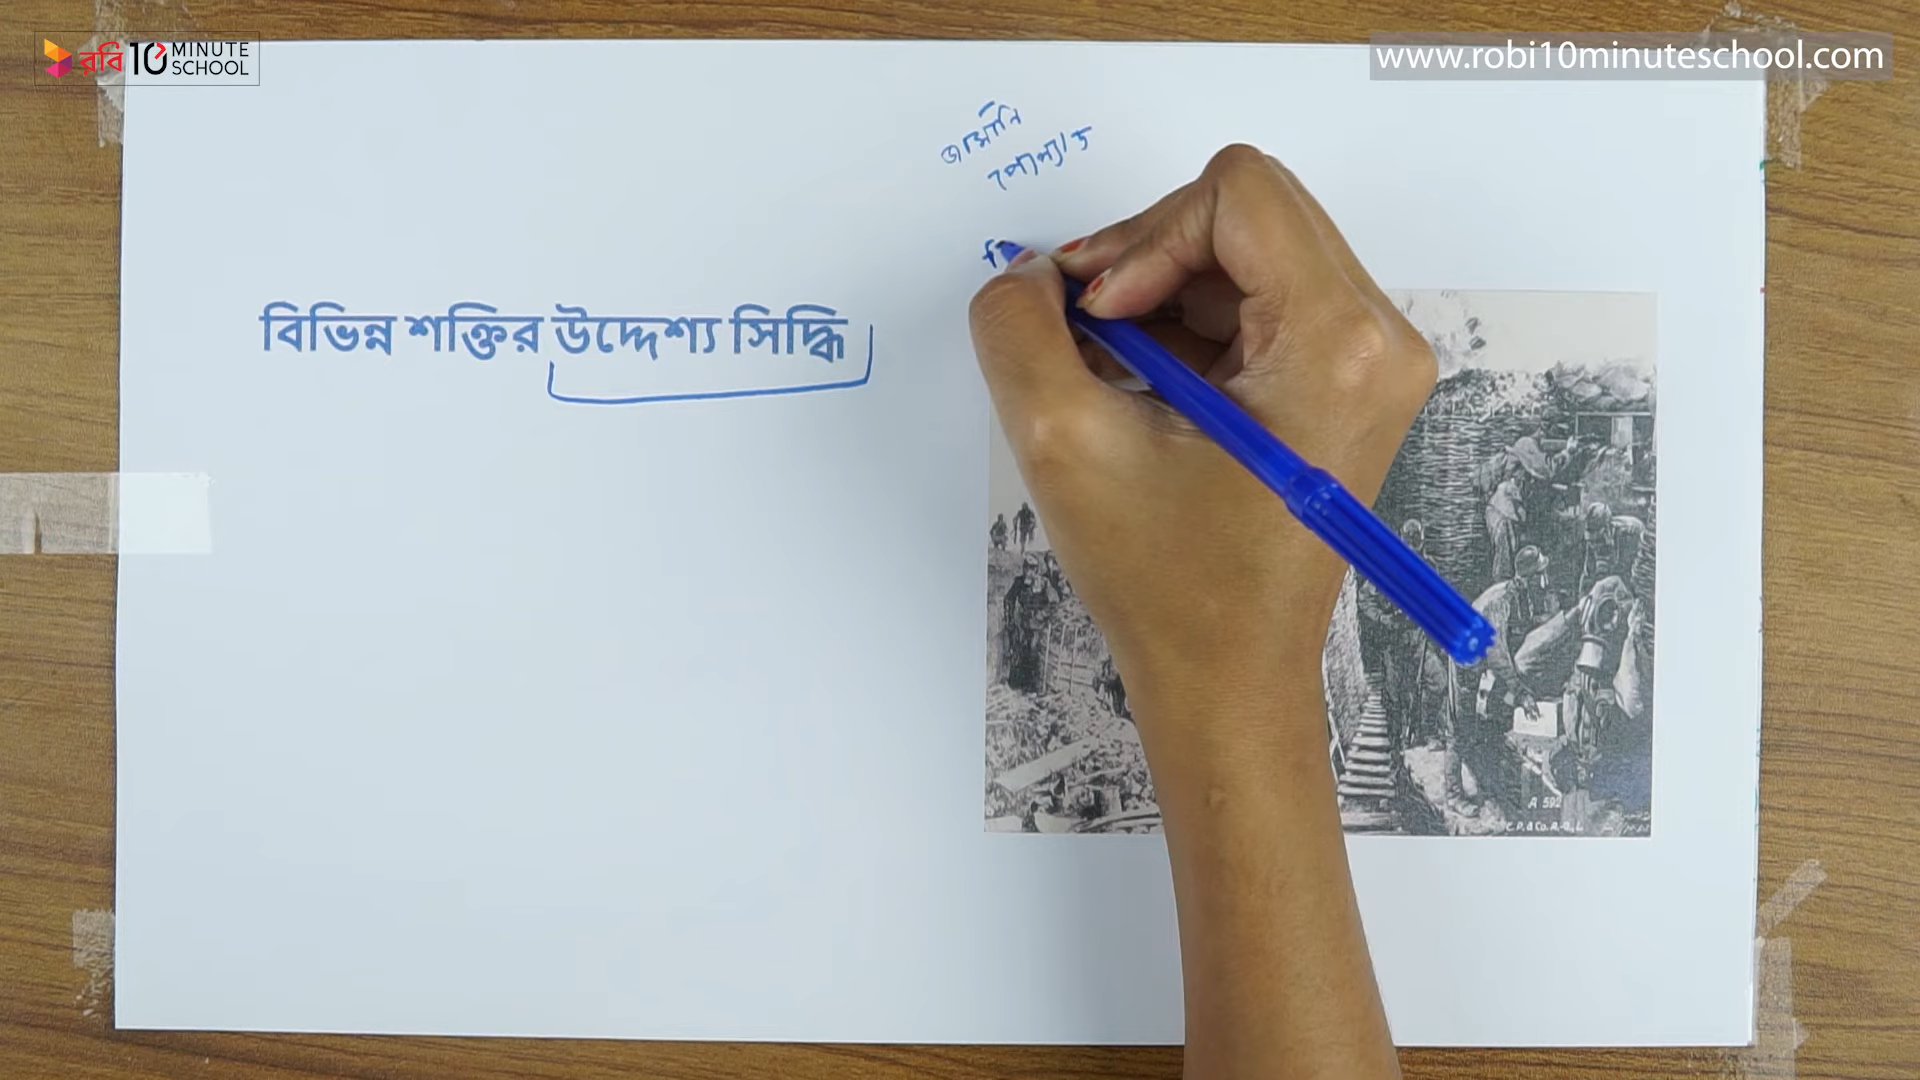 রবি 10 MINUTE SCHOOL
www.robi10minuteschool.com
জার্মানি
পোল্যান্ড
বিভিন্ন শক্তির উদ্দেশ্য সিদ্ধি
A 592